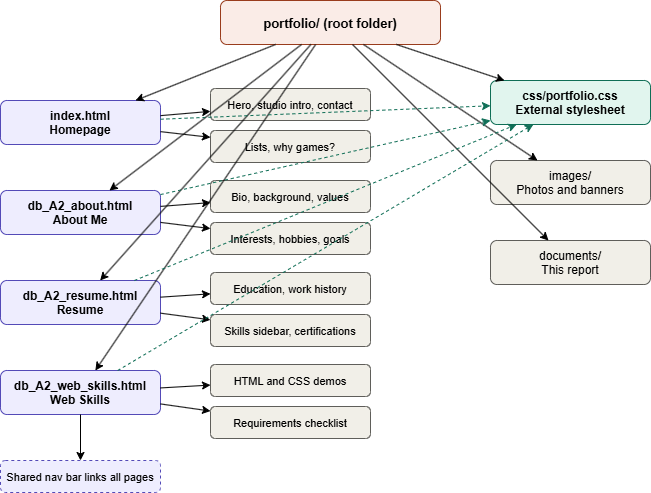 portfolio/ (root folder)
index.html
Homepage
Hero, studio intro, contact
Lists, why games?
css/portfolio.css
External stylesheet
db_A2_about.html
About Me
Bio, background, values
Interests, hobbies, goals
images/
Photos and banners
documents/
This report
db_A2_resume.html
Resume
Education, work history
Skills sidebar, certifications
db_A2_web_skills.html
Web Skills
HTML and CSS demos
Requirements checklist
Shared nav bar links all pages